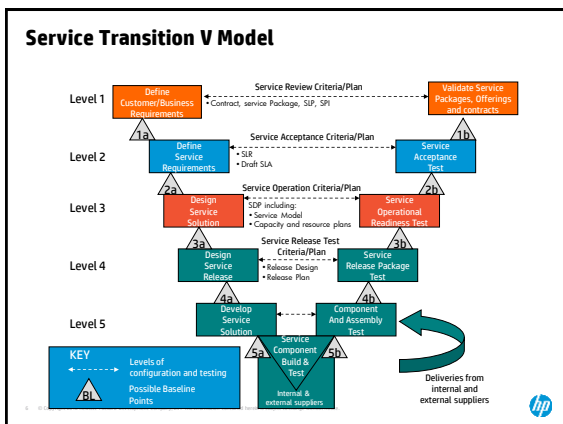 Service Transition V Model
Level 1
Define
Customer/Business
Requirements
Service Review Criteria/Plan
• Contract, service Package, SLP, SPI
Validate Service
Packages, Offerings
and contracts
1a
1b
Level 2
Define
Service
Requirements
Service Acceptance Criteria/Plan
• SLR
• Draft SLA
Service
Acceptance
Test
2a
2b
Level 3
Design
Service
Solution
Service Operation Criteria/Plan
SDP including:
• Service Model
• Capacity and resource plans
Service
Operational
Readiness Test
3a
3b
Level 4
Design
Service
Release
Service Release Test
Criteria/Plan
• Release Design
• Release Plan
Service
Release Package
Test
4a
4b
Level 5
Develop
Service
Solution
Component
And Assembly
Test
5a
5b
Service
Component
Build &
Test
Internal &
external suppliers
Deliveries from
internal and
external suppliers
KEY
Levels of
configuration and testing
BL
Possible Baseline
Points
6
hp